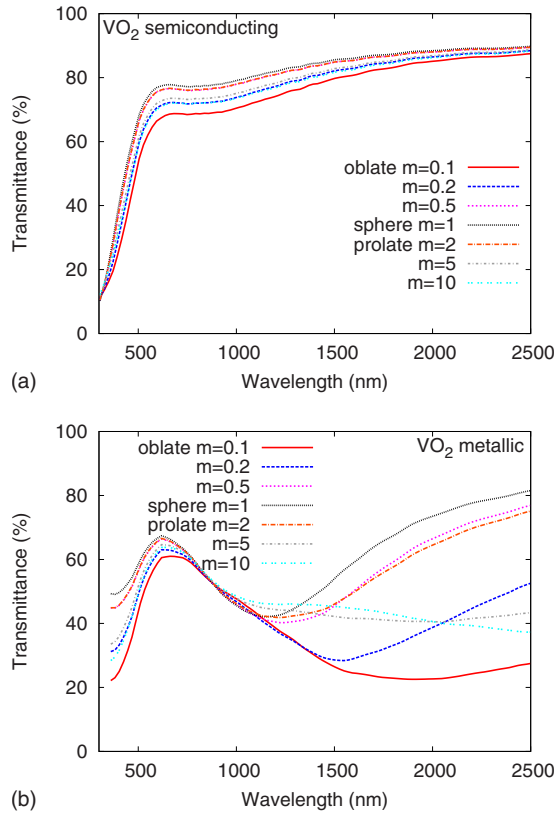 VO2 semiconducting
100
80
60
40
20
0
Transmittance (%)
oblate m=0.1
m=0.2
m=0.5
sphere m=1
prolate m=2
m=5
m=10
500 1000 1500 2000 2500
(a) Wavelength (nm)
VO2 metallic
100
80
60
40
20
0
Transmittance (%)
oblate m=0.1
m=0.2
m=0.5
sphere m=1
prolate m=2
m=5
m=10
500 1000 1500 2000 2500
(b) Wavelength (nm)